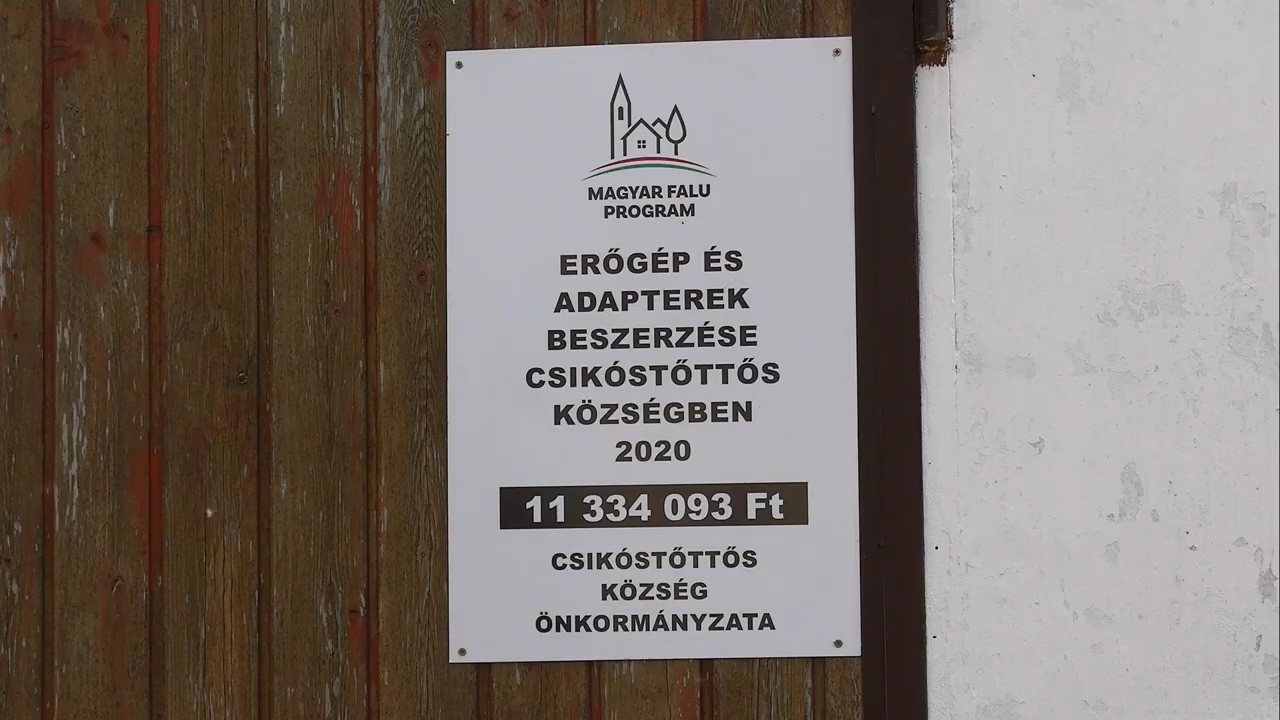 MAGYAR FALU
PROGRAM
ERŐGÉP ÉS
ADAPTEREK
BESZERZÉSE
CSIKÓSTŐTTŐS
KÖZSÉGBEN
2020
11 334 093 Ft
CSIKÓSTŐTTŐS
KÖZSÉG
ÖNKORMÁNYZATA